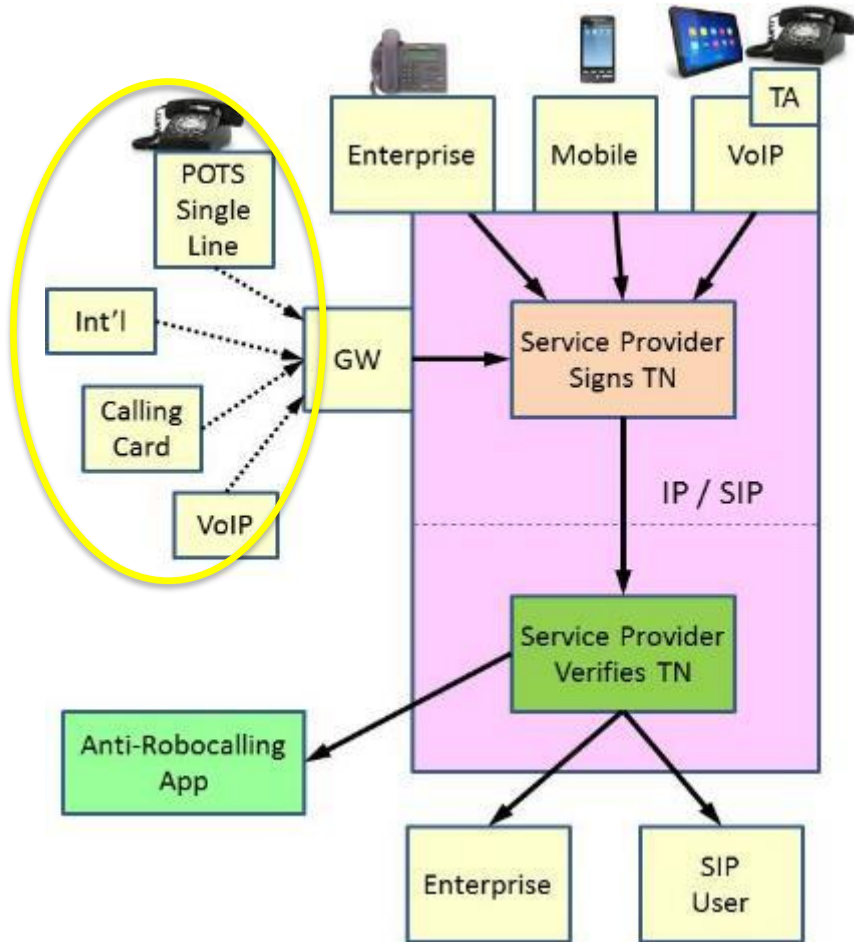 TA
Enterprise
Mobile
VoIP
POTS
Single
Line
Int'l
GW
Service Provider
Signs TN
Calling
Card
IP / SIP
VoIP
Service Provider
Verifies TN
Anti-Robocalling
App
Enterprise
SIP
User